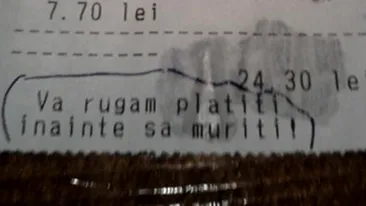 7.70 lei
24.30 le
Va rugam platiti
inainte sa muriti!